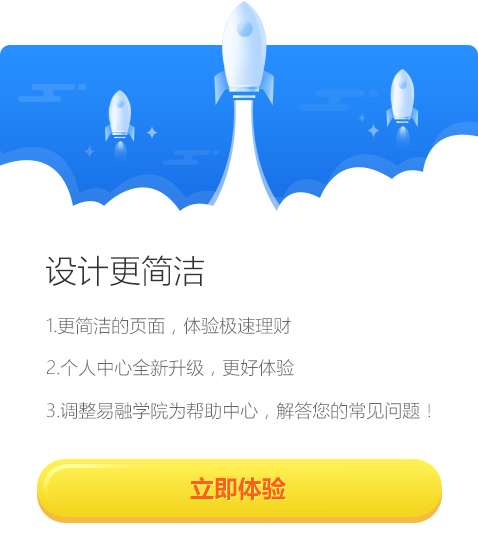 设计更简洁
1.更简洁的页面，体验极速理财
2.个人中心全新升级，更好体验
3.调整易融学院为帮助中心，解答您的常见问题！
立即体验